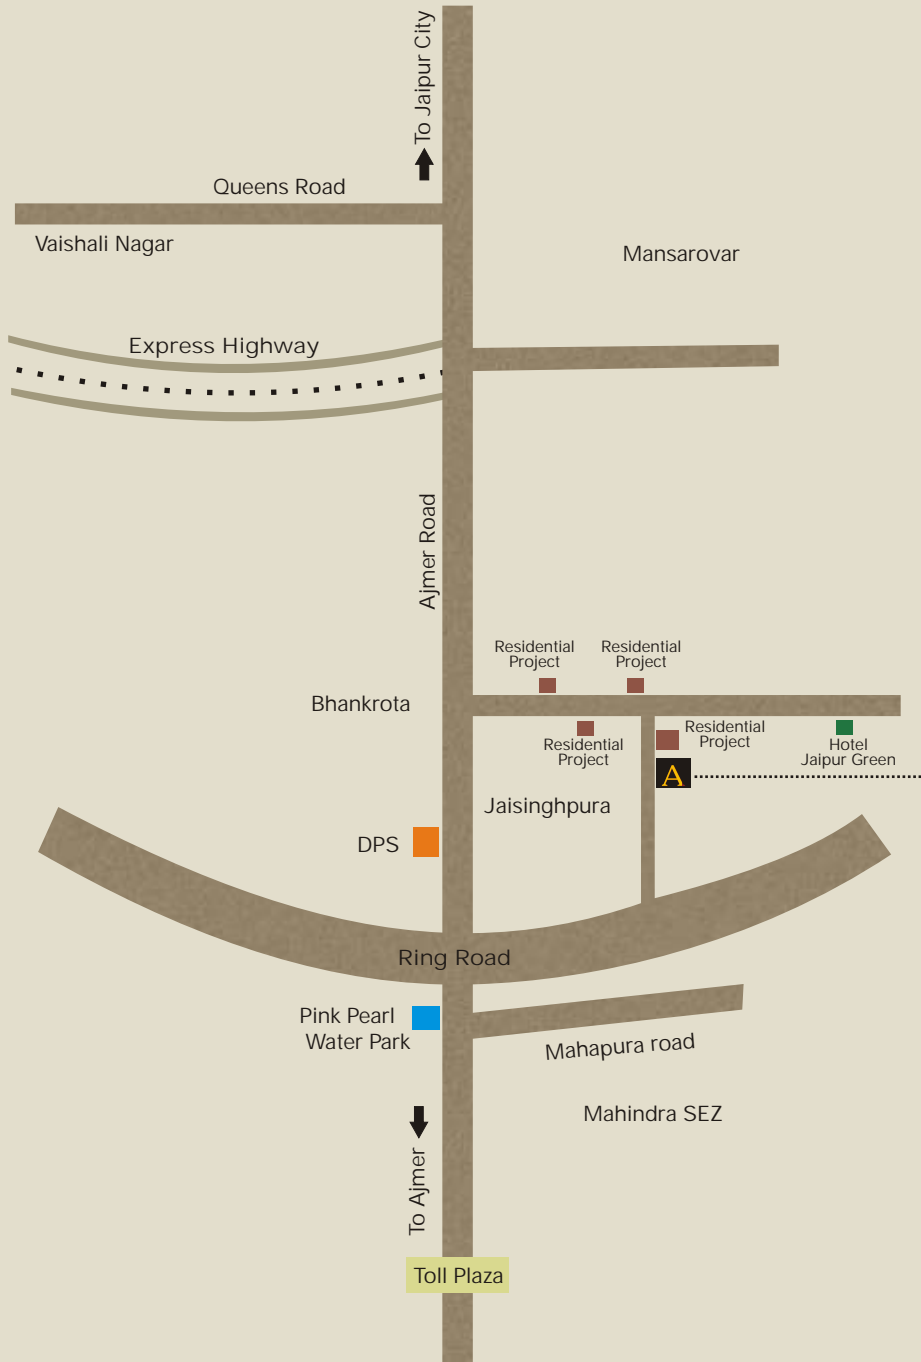 To Jaipur City
Queens Road
Vaishali Nagar
Mansarovar
Express Highway
Ajmer Road
Residential
Project
Residential
Project
Bhankrota
Residential
Project
Residential
Project
Hotel
Jaipur Green
A
Jaisinghpura
DPS
Ring Road
Pink Pearl
Water Park
Mahapura road
Mahindra SEZ
To Ajmer
Toll Plaza